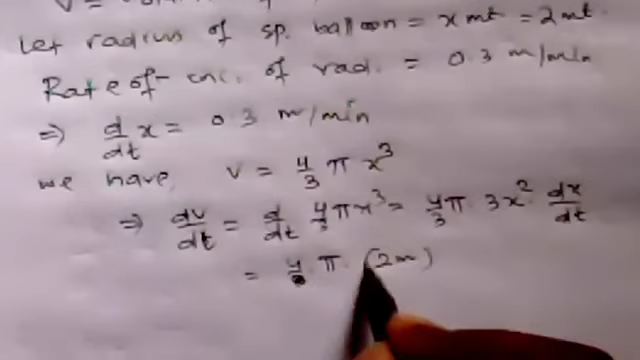 Let radius of sp. balloon = x mt = 2 mt.
Rate of inc. of rad. = 0.3 m/min
⇒ d/dt x = 0.3 m/min
we have, v = 4/3 π x³
⇒ dv/dt = d/dt 4/3 π x³ = 4/3 π · 3x² · dx/dt
= 4 · π · (2m)